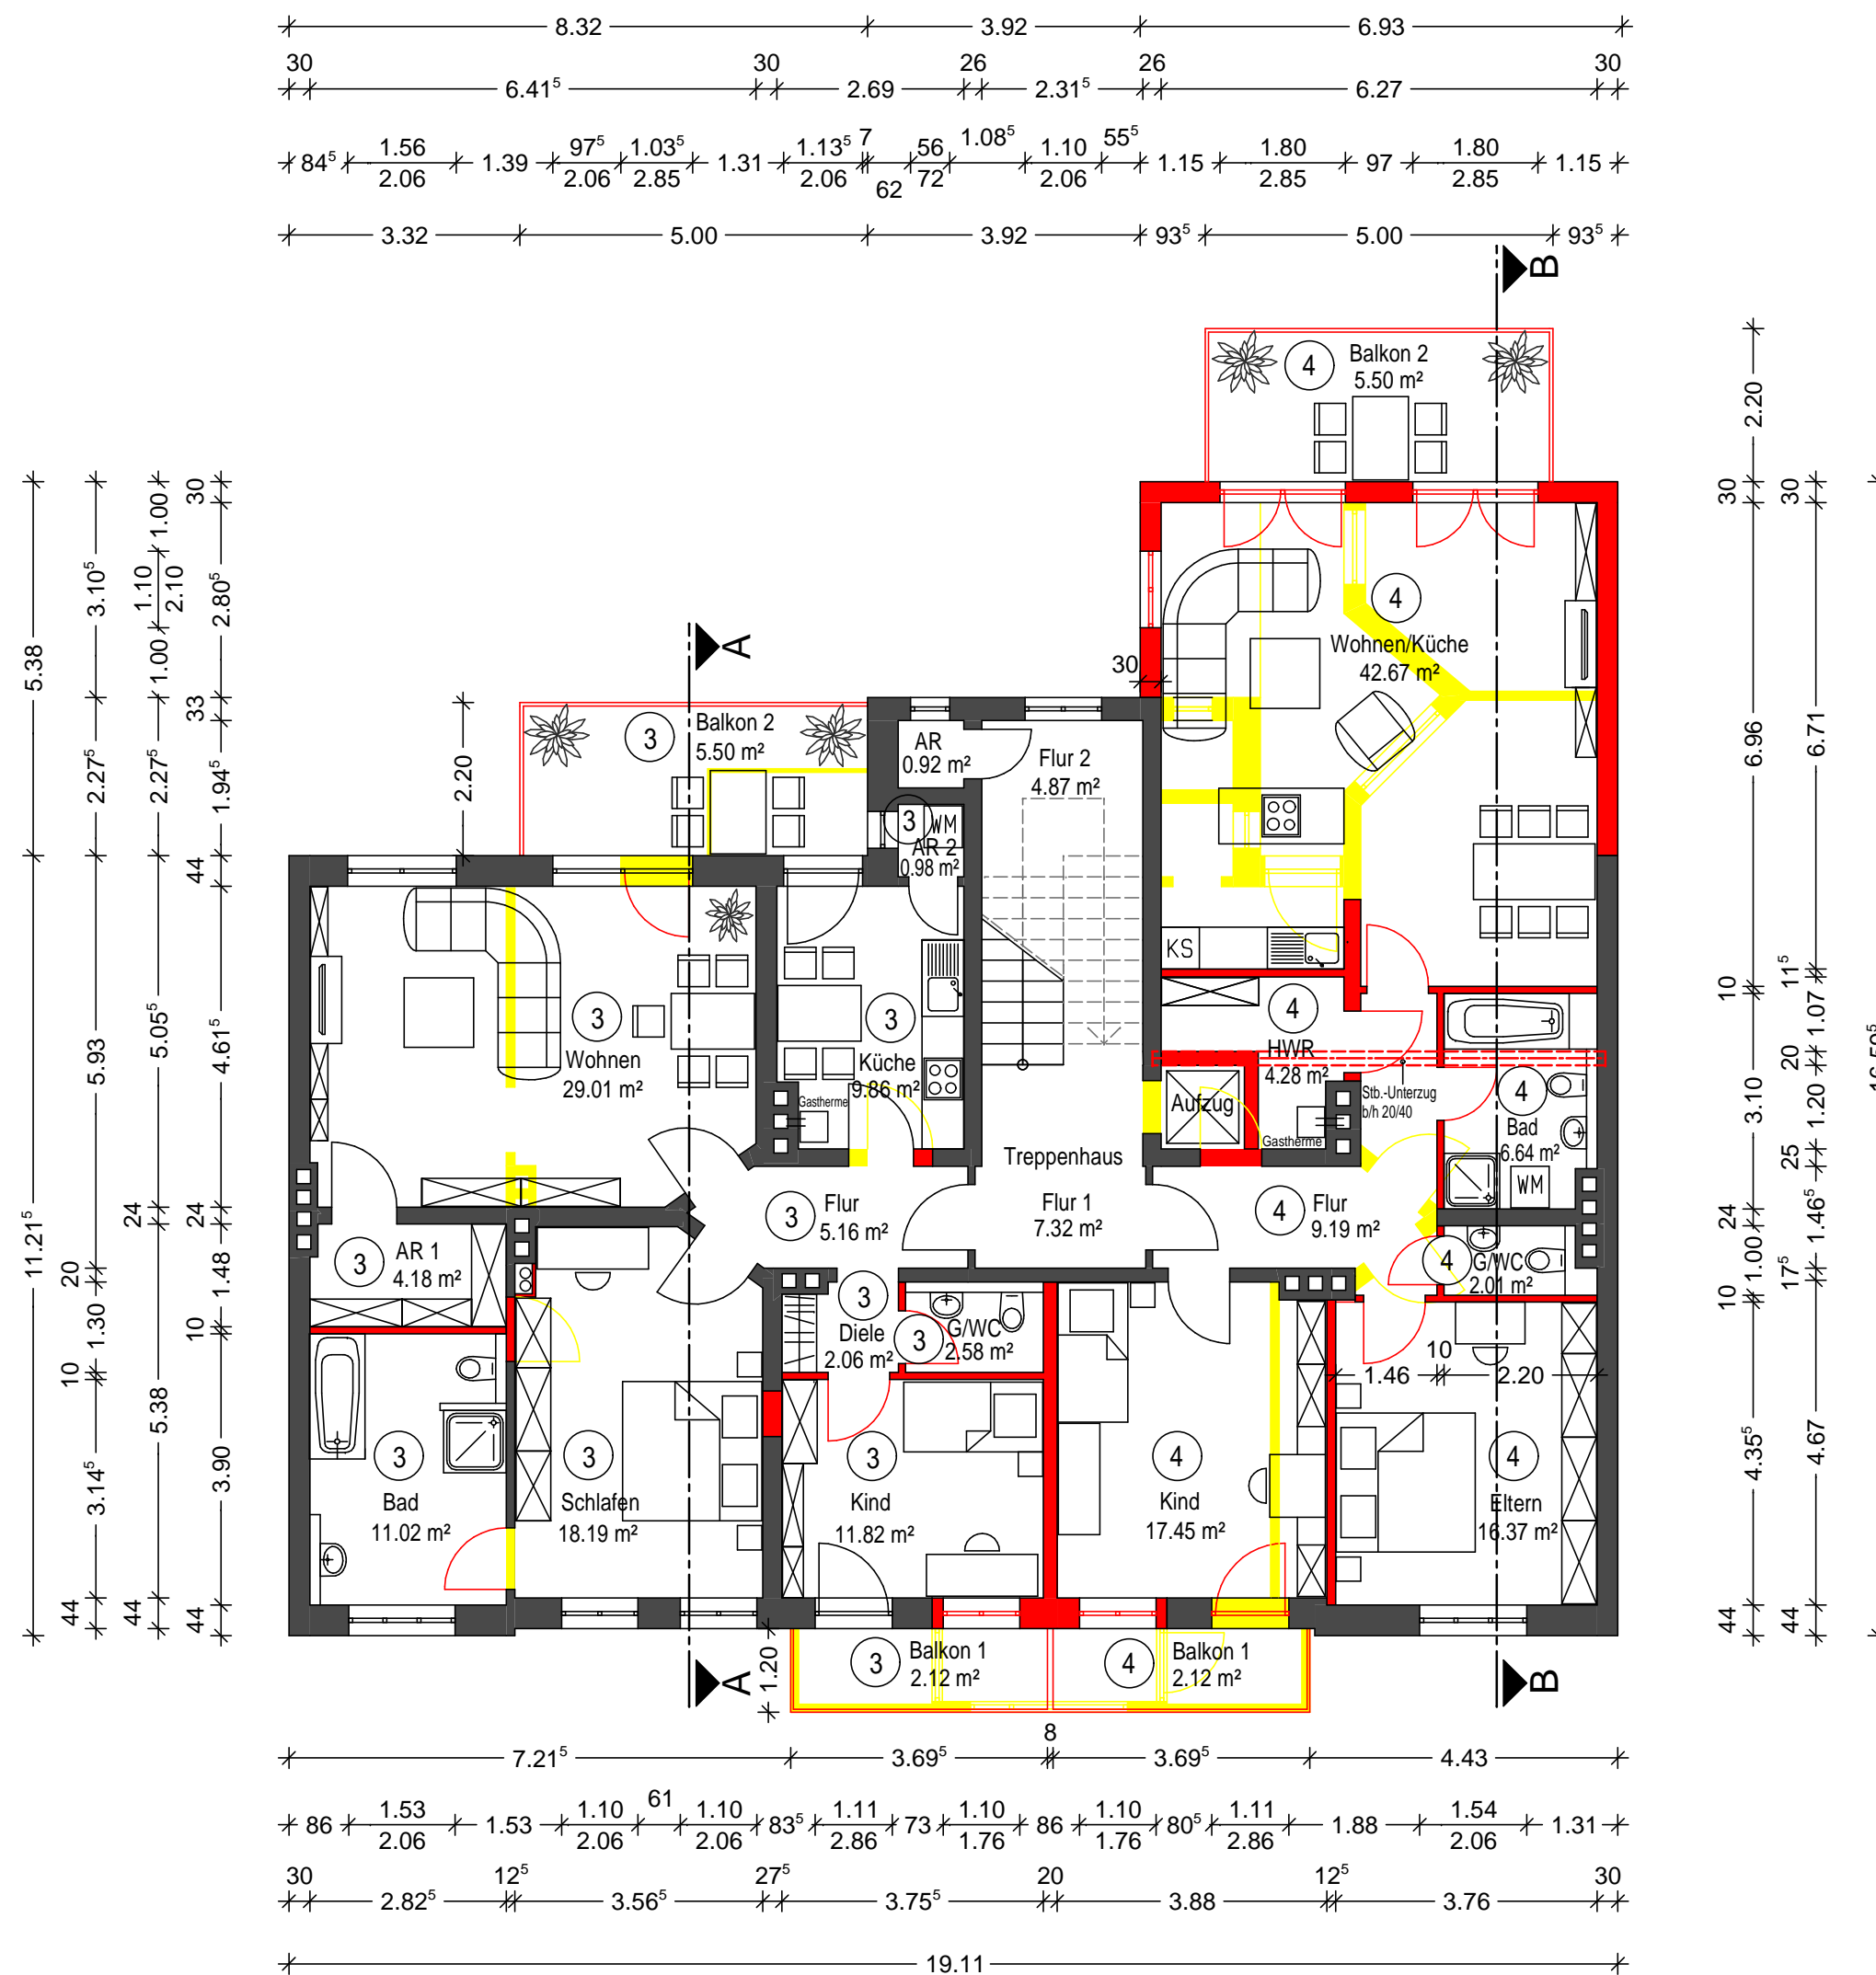 8.32 3.92 6.93
30 30 26 26 30
6.41⁵ 2.69 2.31⁵ 6.27
84⁵ 1.56 1.39 97⁵ 1.03⁵ 1.31 1.13⁵ 7 56 1.08⁵ 1.10 55⁵ 1.15 1.80 97 1.80 1.15
2.06 2.06 2.85 2.06 62 72 2.06 2.85 2.85
3.32 5.00 3.92 93⁵ 5.00 93⁵
B
4 Balkon 2
5.50 m²
2.20
5.38
3.10⁵
2.27⁵
1.00
1.10
2.10
1.00
2.27⁵
30
2.80⁵
33
1.94⁵
44
4
Wohnen/Küche
42.67 m²
30
A
3 Balkon 2
5.50 m²
2.20
AR
0.92 m²
Flur 2
4.87 m²
3 WM
AR 2
0.98 m²
30
6.96
10
3.10
24
10
4.35⁵
44
30
6.71
11⁵
1.07
20
1.20
25
1.46⁵
1.00
17⁵
4.67
44
11.21⁵
5.93
20
1.30
10
3.14⁵
44
5.05⁵
24
5.38
44
4.61⁵
24
1.48
10
3.90
44
3
Wohnen
29.01 m²
3
Küche
9.86 m²
Gastherme
KS
4
HWR
4.28 m²
Aufzug
Gastherme
Stb.-Unterzug
b/h 20/40
4
Bad
6.64 m²
WM
Treppenhaus
Flur 1
7.32 m²
3 Flur
5.16 m²
4 Flur
9.19 m²
3 AR 1
4.18 m²
3
Diele
2.06 m²
3 G/WC
2.58 m²
4 G/WC
2.01 m²
10
1.46 2.20
3
Bad
11.02 m²
3
Schlafen
18.19 m²
3
Kind
11.82 m²
4
Kind
17.45 m²
4
Eltern
16.37 m²
A
1.20
3 Balkon 1
2.12 m²
4 Balkon 1
2.12 m²
B
8
7.21⁵ 3.69⁵ 3.69⁵ 4.43
86 1.53 1.53 1.10 61 1.10 83⁵ 1.11 73 1.10 86 1.10 80⁵ 1.11 1.88 1.54 1.31
2.06 2.06 2.06 2.86 1.76 1.76 2.86 2.06
30 12⁵ 27⁵ 20 12⁵ 30
2.82⁵ 3.56⁵ 3.75⁵ 3.88 3.76
19.11